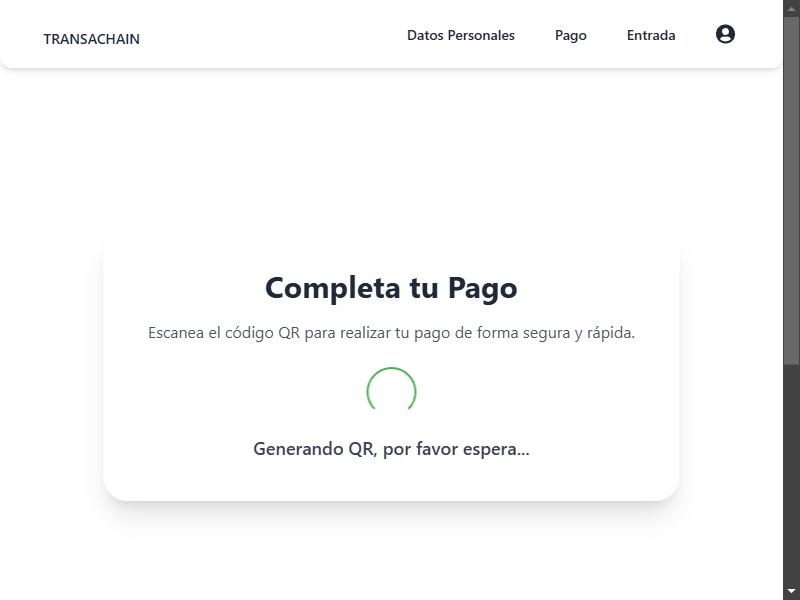 TRANSACHAIN
Datos Personales
Pago
Entrada
Completa tu Pago
Escanea el código QR para realizar tu pago de forma segura y rápida.
Generando QR, por favor espera...